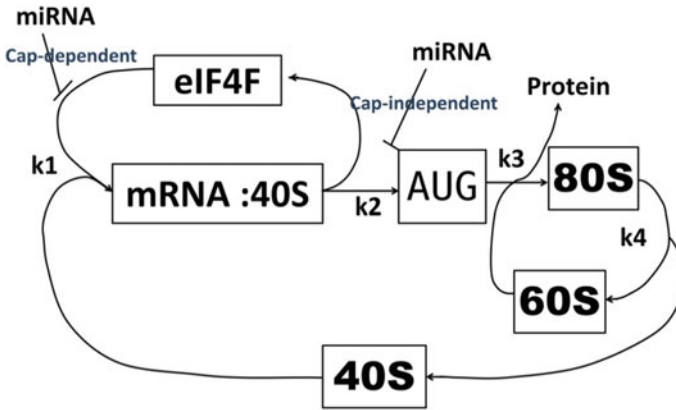 miRNA
Cap-dependent
eIF4F
miRNA
Cap-independent
Protein
k1
mRNA :40S
k2
AUG
k3
80S
k4
60S
40S